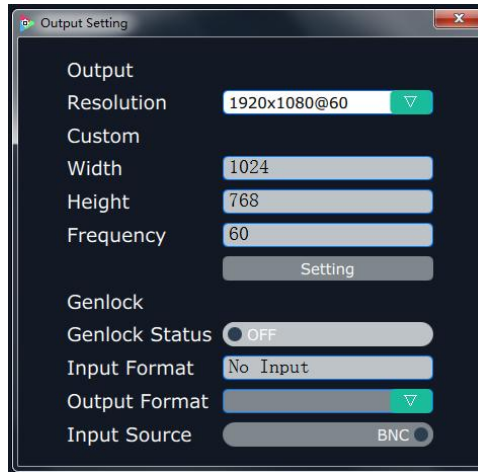 Output Setting
Output
Resolution 1920x1080@60
Custom
Width 1024
Height 768
Frequency 60
Setting
Genlock
Genlock Status OFF
Input Format No Input
Output Format
Input Source BNC